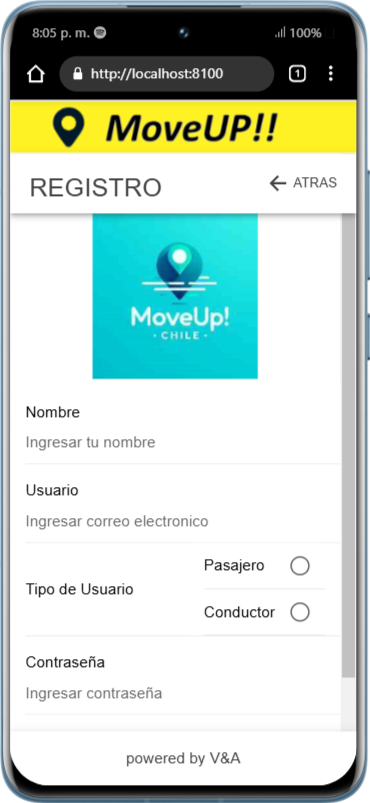 8:05 p. m. 100%
http://localhost:8100 1
MoveUP!!
REGISTRO ATRAS
MoveUp!
· CHILE ·
Nombre
Ingresar tu nombre
Usuario
Ingresar correo electronico
Pasajero
Tipo de Usuario
Conductor
Contraseña
Ingresar contraseña
powered by V&A